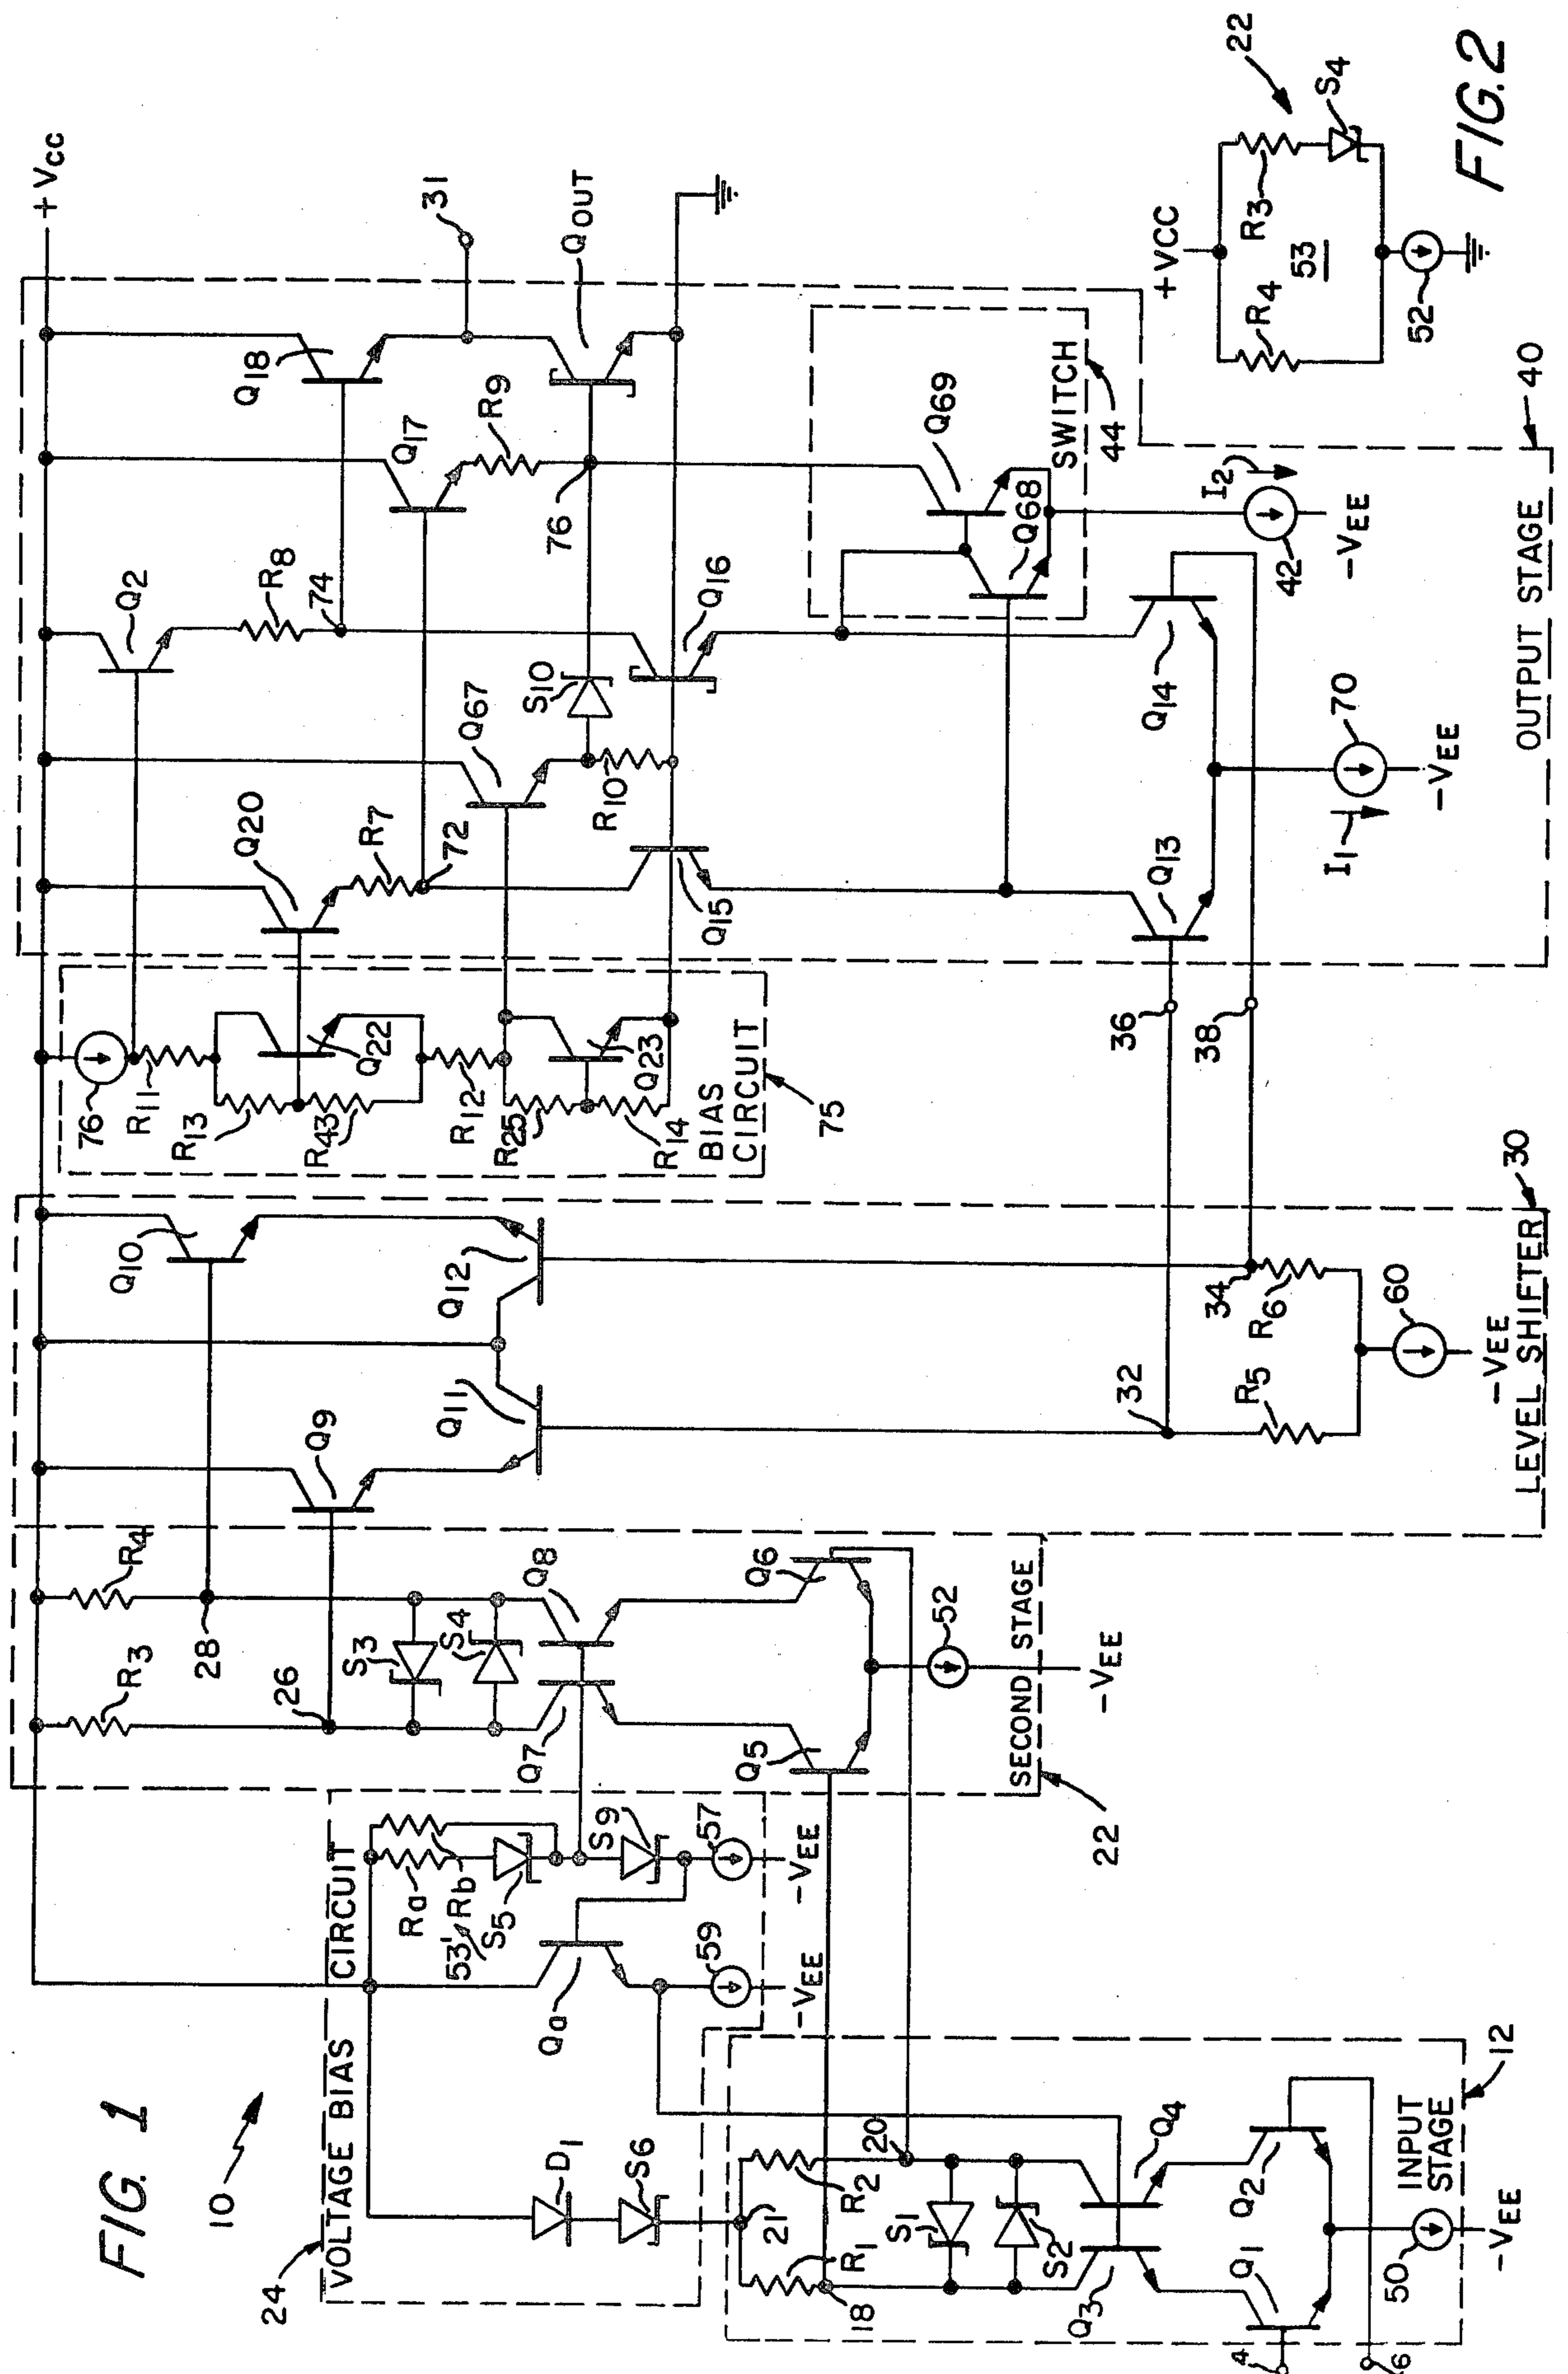 FIG. 1
10
24
VOLTAGE BIAS CIRCUIT
D1
S6
Qa
Ra
Rb
53'
S5
S9
57
59
-VEE
-VEE
21
R1
R2
18
20
S1
S2
Q3
Q4
Q1
Q2
50
-VEE
INPUT
STAGE
12
4
6
R3
R4
26
28
S3
S4
Q7
Q8
Q5
Q6
52
-VEE
SECOND STAGE
22
Q9
Q10
Q11
Q12
32
34
R5
R6
60
-VEE
LEVEL SHIFTER
30
36
38
76
R11
R13
R43
Q22
R12
R25
Q23
R14
BIAS
CIRCUIT
75
Q20
R7
72
Q67
S10
R10
Q15
Q2
R8
74
Q16
Q17
R9
76
Q18
QOUT
31
+VCC
Q69
Q68
SWITCH
44
Q13
Q14
I1
70
-VEE
I2
42
-VEE
OUTPUT STAGE
40
+VCC
R4
R3
53
S4
52
22
FIG.2